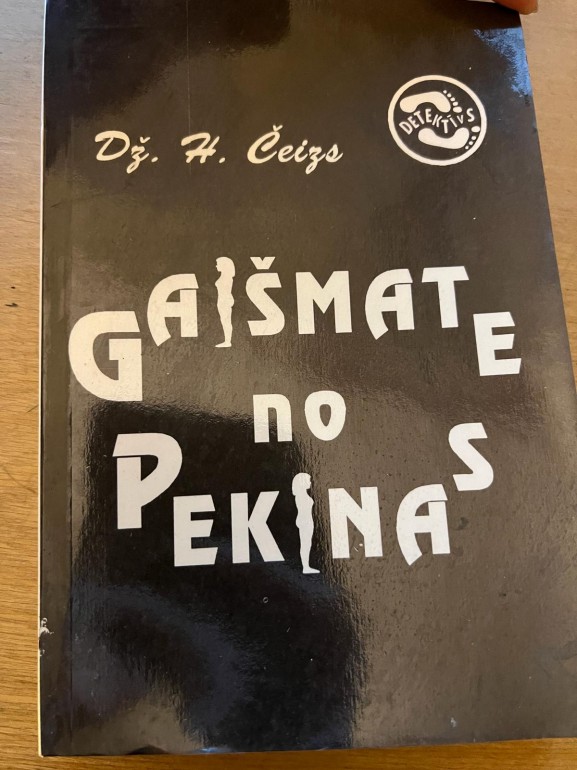 DETEKTĪVS
Dž. H. Čeizs
GAIŠMATE
no
PEKINAS